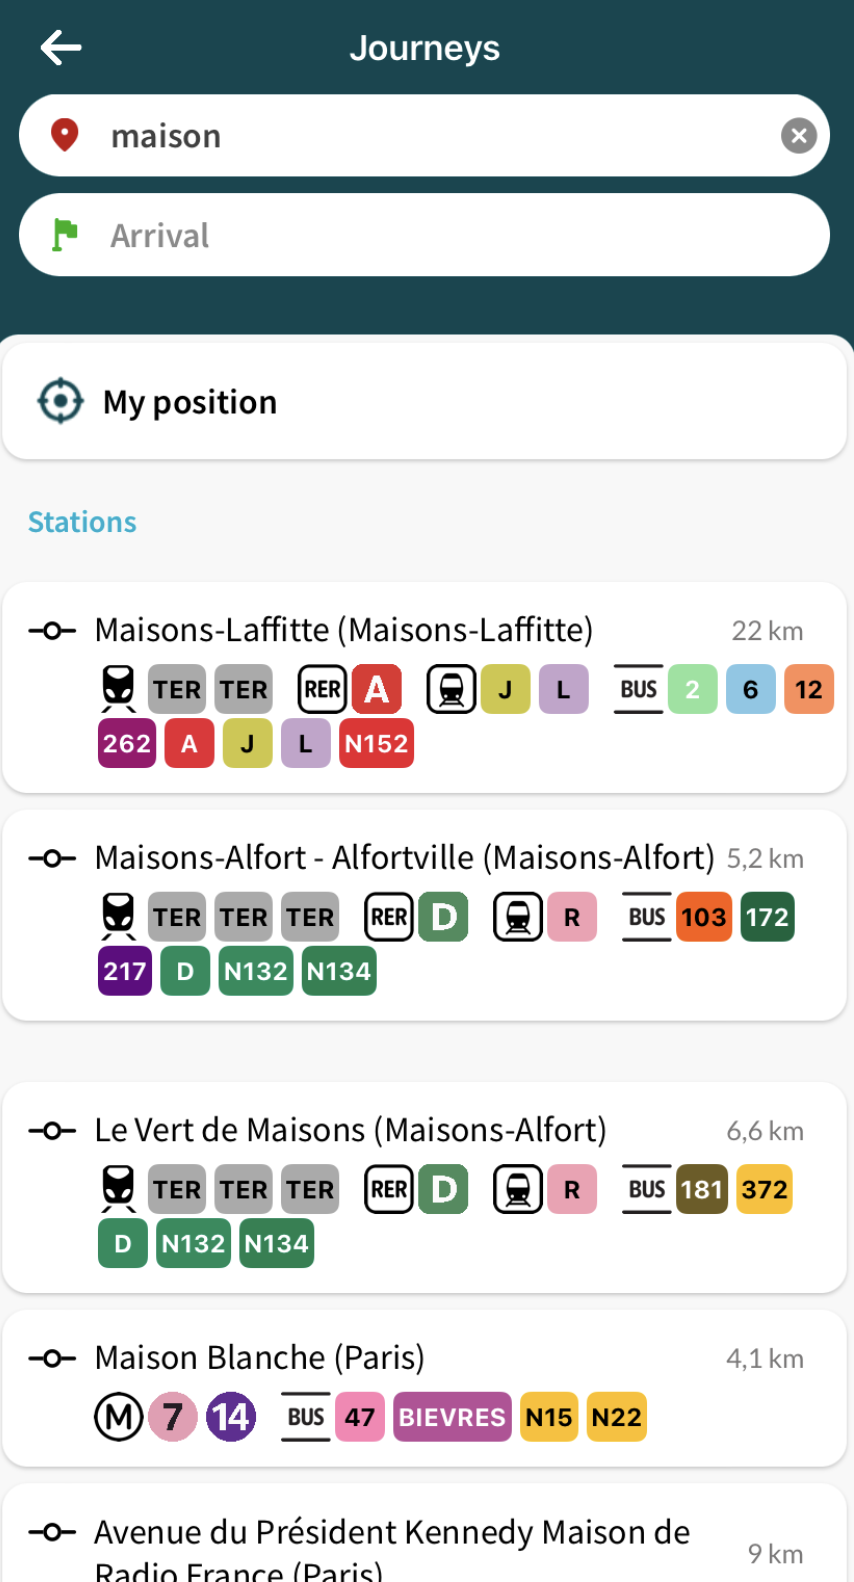 Journeys
maison
Arrival
My position
Stations
Maisons-Laffitte (Maisons-Laffitte) 22 km
TER TER RER A J L BUS 2 6 12
262 A J L N152
Maisons-Alfort - Alfortville (Maisons-Alfort) 5,2 km
TER TER TER RER D R BUS 103 172
217 D N132 N134
Le Vert de Maisons (Maisons-Alfort) 6,6 km
TER TER TER RER D R BUS 181 372
D N132 N134
Maison Blanche (Paris) 4,1 km
M 7 14 BUS 47 BIEVRES N15 N22
Avenue du Président Kennedy Maison de
Radio France (Paris) 9 km